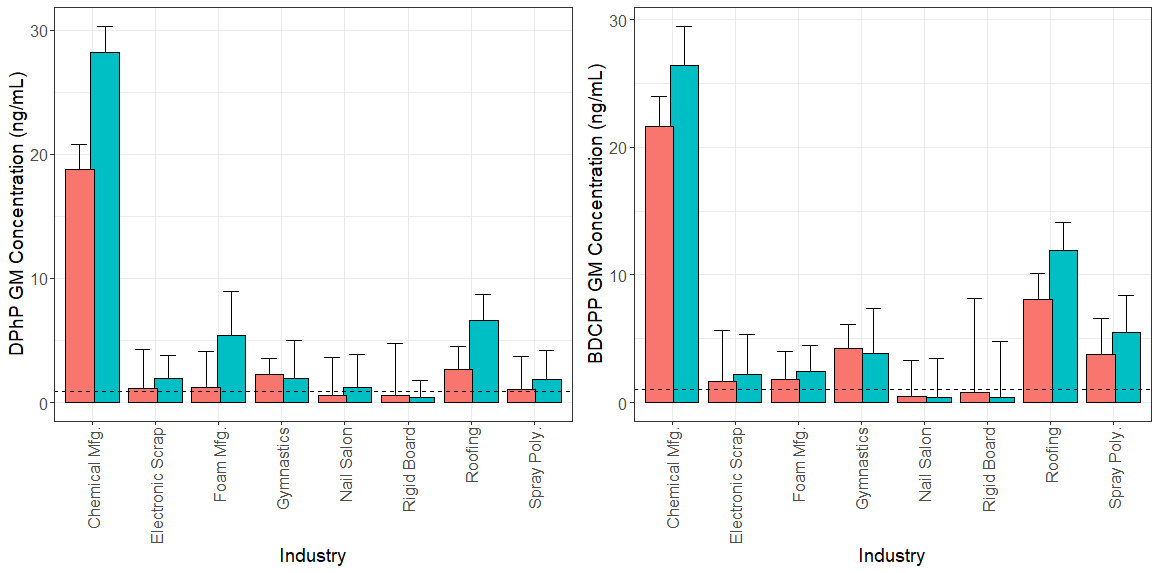 DPhP GM Concentration (ng/mL)
30
20
10
0
Chemical Mfg.
Electronic Scrap
Foam Mfg.
Gymnastics
Nail Salon
Rigid Board
Roofing
Spray Poly.
Industry
BDCPP GM Concentration (ng/mL)
30
20
10
0
Chemical Mfg.
Electronic Scrap
Foam Mfg.
Gymnastics
Nail Salon
Rigid Board
Roofing
Spray Poly.
Industry